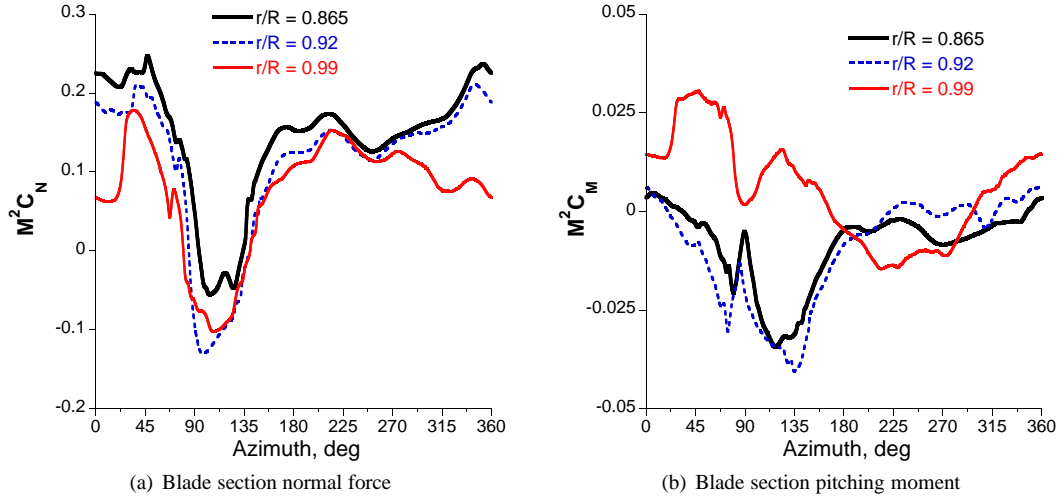 0.3
0.2
0.1
0
-0.1
-0.2
M²C_N
r/R = 0.865
r/R = 0.92
r/R = 0.99
0 45 90 135 180 225 270 315 360
Azimuth, deg
(a) Blade section normal force
0.05
0.025
0
-0.025
-0.05
M²C_M
r/R = 0.865
r/R = 0.92
r/R = 0.99
0 45 90 135 180 225 270 315 360
Azimuth, deg
(b) Blade section pitching moment